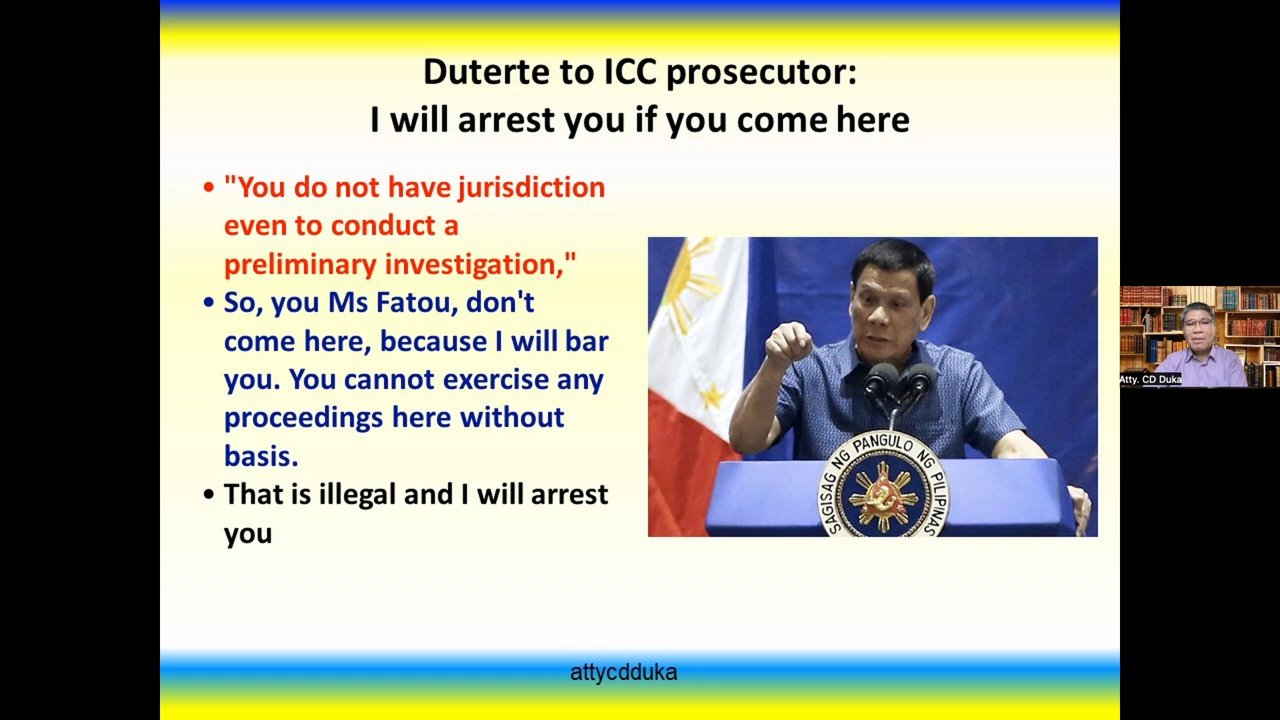 Duterte to ICC prosecutor:
I will arrest you if you come here
• "You do not have jurisdiction
even to conduct a
preliminary investigation,"
• So, you Ms Fatou, don't
come here, because I will bar
you. You cannot exercise any
proceedings here without
basis.
• That is illegal and I will arrest
you
SAGISAG NG PANGULO NG PILIPINAS
Atty. CD Duka
attycdduka